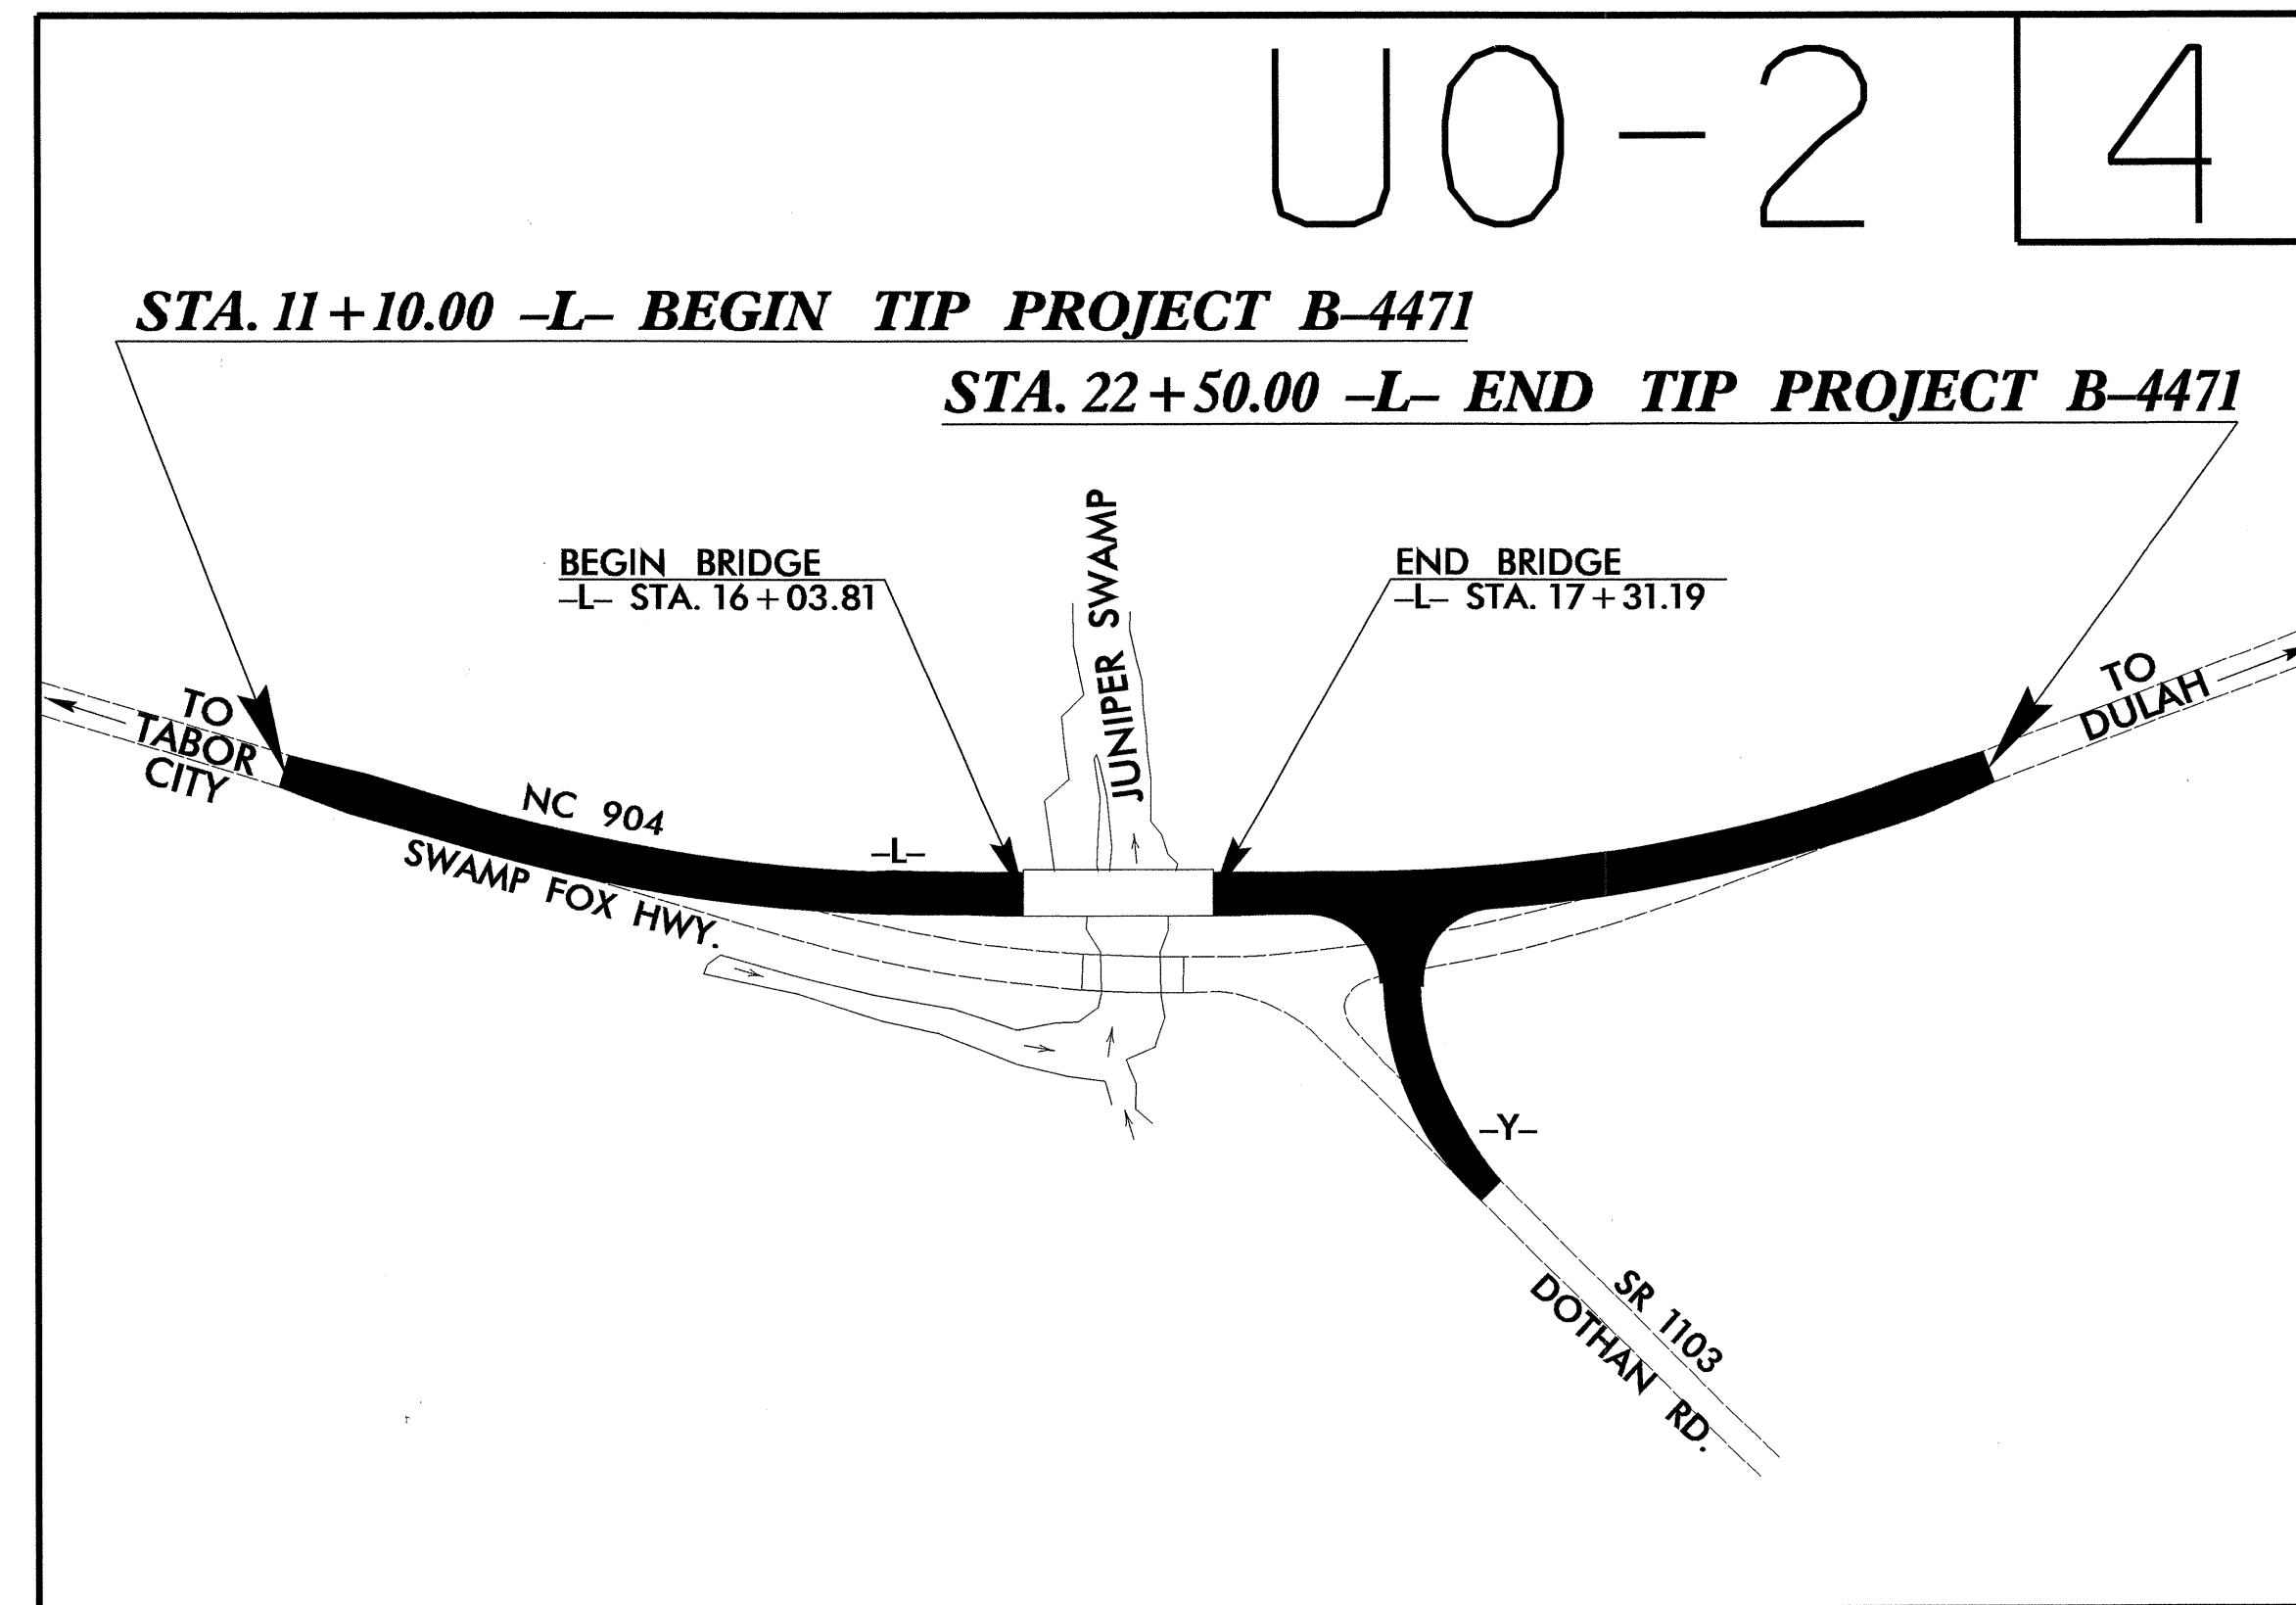 UO-2 4
STA. 11+10.00 -L- BEGIN TIP PROJECT B-4471
STA. 22+50.00 -L- END TIP PROJECT B-4471
BEGIN BRIDGE
-L- STA. 16+03.81
JUNIPER SWAMP
END BRIDGE
-L- STA. 17+31.19
TO
TABOR
CITY
TO
DULAH
NC 904
-L-
SWAMP FOX HWY.
-Y-
SR 1103
DOTHAN RD.